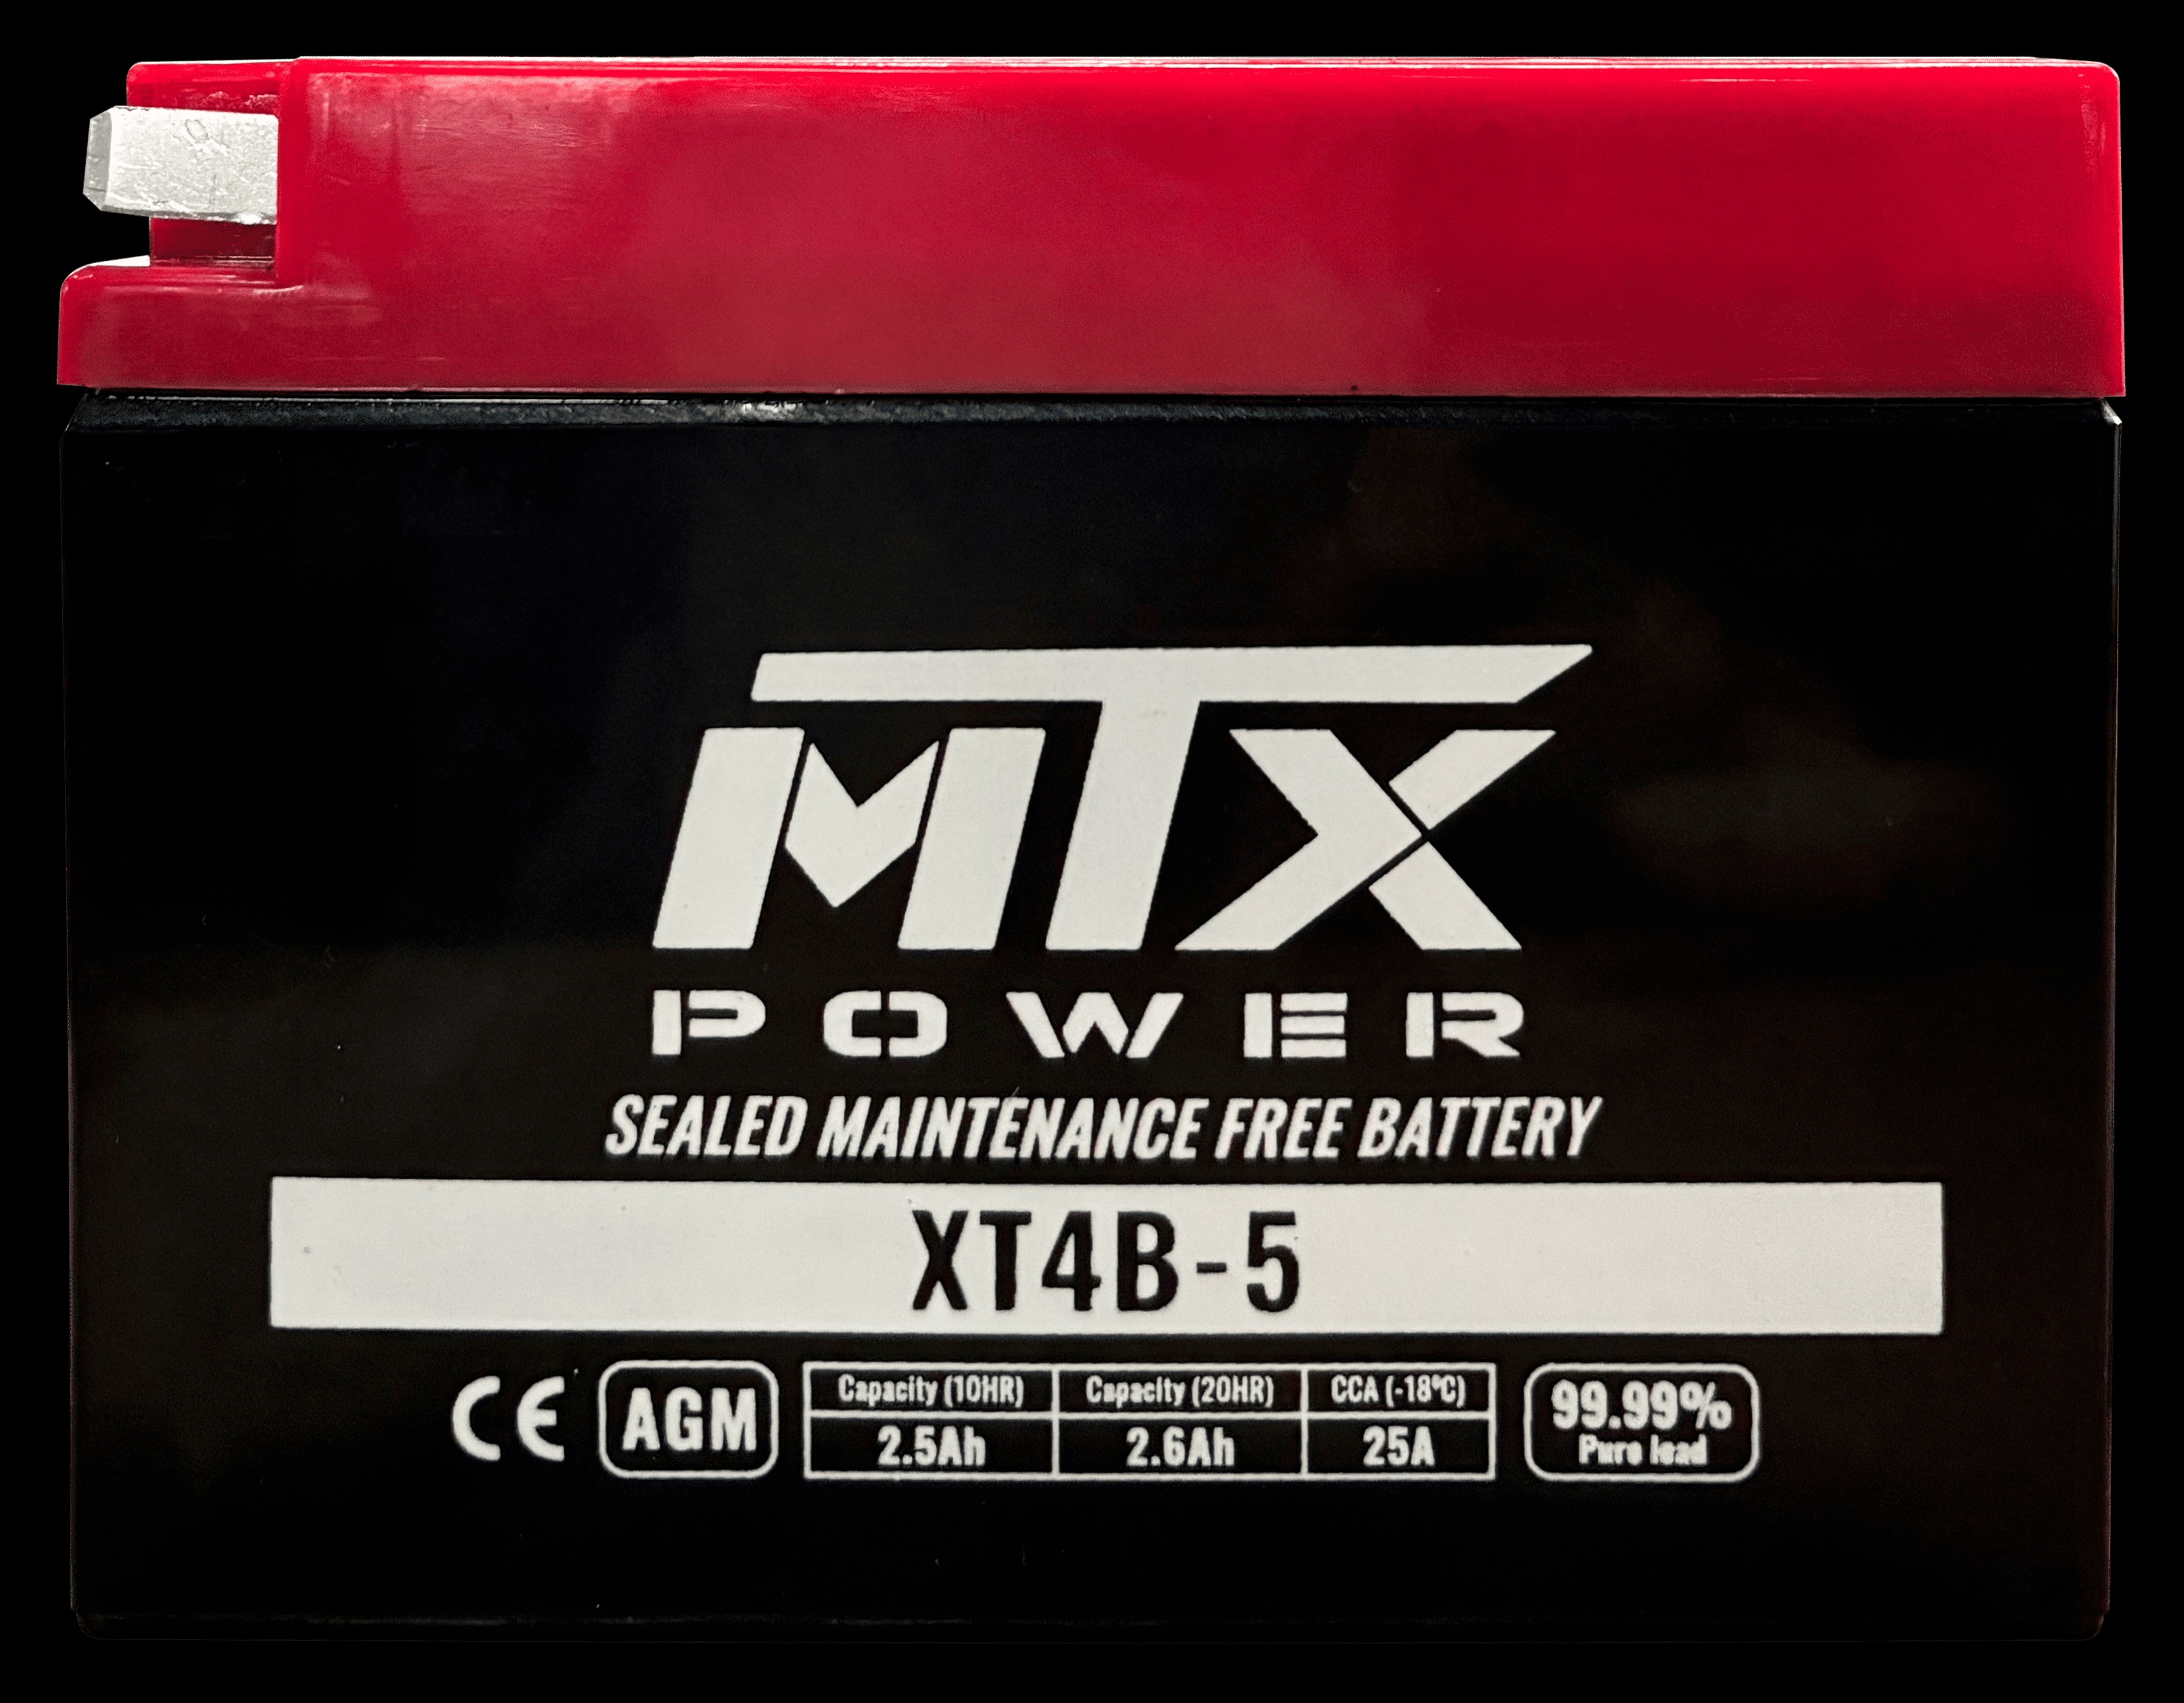 MTX
POWER
SEALED MAINTENANCE FREE BATTERY
XT4B-5
CE AGM
Capacity (10HR) Capacity (20HR) CCA (-18°C)
2.5Ah 2.6Ah 25A
99.99%
Pure lead